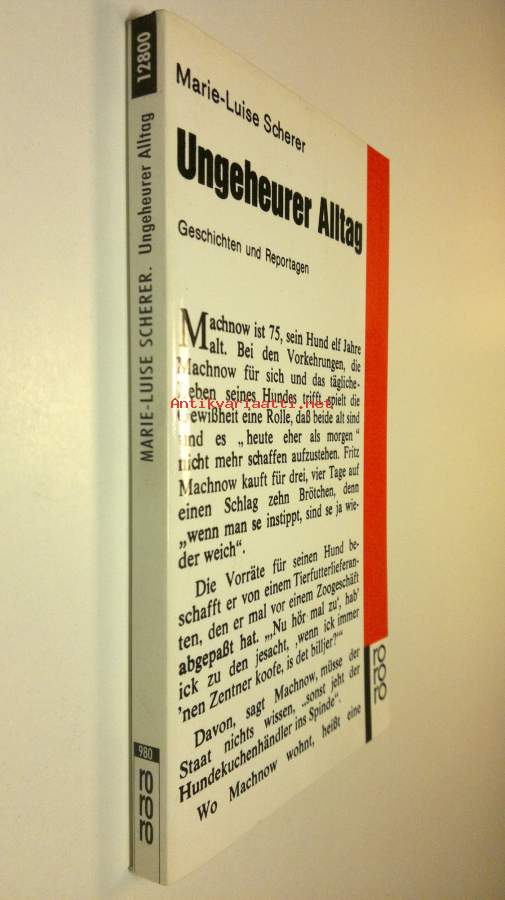 12800
MARIE-LUISE SCHERER. Ungeheurer Alltag
980
ro
ro
ro
Marie-Luise Scherer
Ungeheurer Alltag
Geschichten und Reportagen
Machnow ist 75, sein Hund elf Jahre
alt. Bei den Vorkehrungen, die
Machnow für sich und das tägliche
Leben seines Hundes trifft, spielt die
Gewißheit eine Rolle, daß beide alt sind
und es „heute eher als morgen“
nicht mehr schaffen aufzustehen. Fritz
Machnow kauft für drei, vier Tage auf
einen Schlag zehn Brötchen, denn
„wenn man se instippt, sind se ja wie-
der weich“.
Die Vorräte für seinen Hund be-
schafft er von einem Tierfutterlieferan-
ten, den er mal vor einem Zoogeschäft
abgepaßt hat. „‚Nu hör mal zu‘, hab’
ick zu den jesacht, ‚wenn ick immer
’nen Zentner koofe, is det billjer?‘“
Davon, sagt Machnow, müsse der
Staat nichts wissen, „sonst jeht der
Hundekuchenhändler ins Spinde“.
Wo Machnow wohnt, heißt eine
ro
ro
ro
Antikvariaatti.net